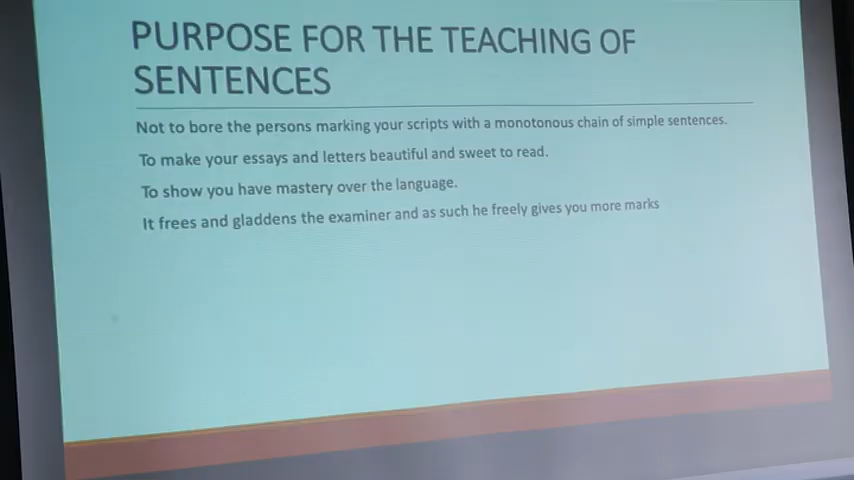 PURPOSE FOR THE TEACHING OF
SENTENCES
Not to bore the persons marking your scripts with a monotonous chain of simple sentences.
To make your essays and letters beautiful and sweet to read.
To show you have mastery over the language.
It frees and gladdens the examiner and as such he freely gives you more marks